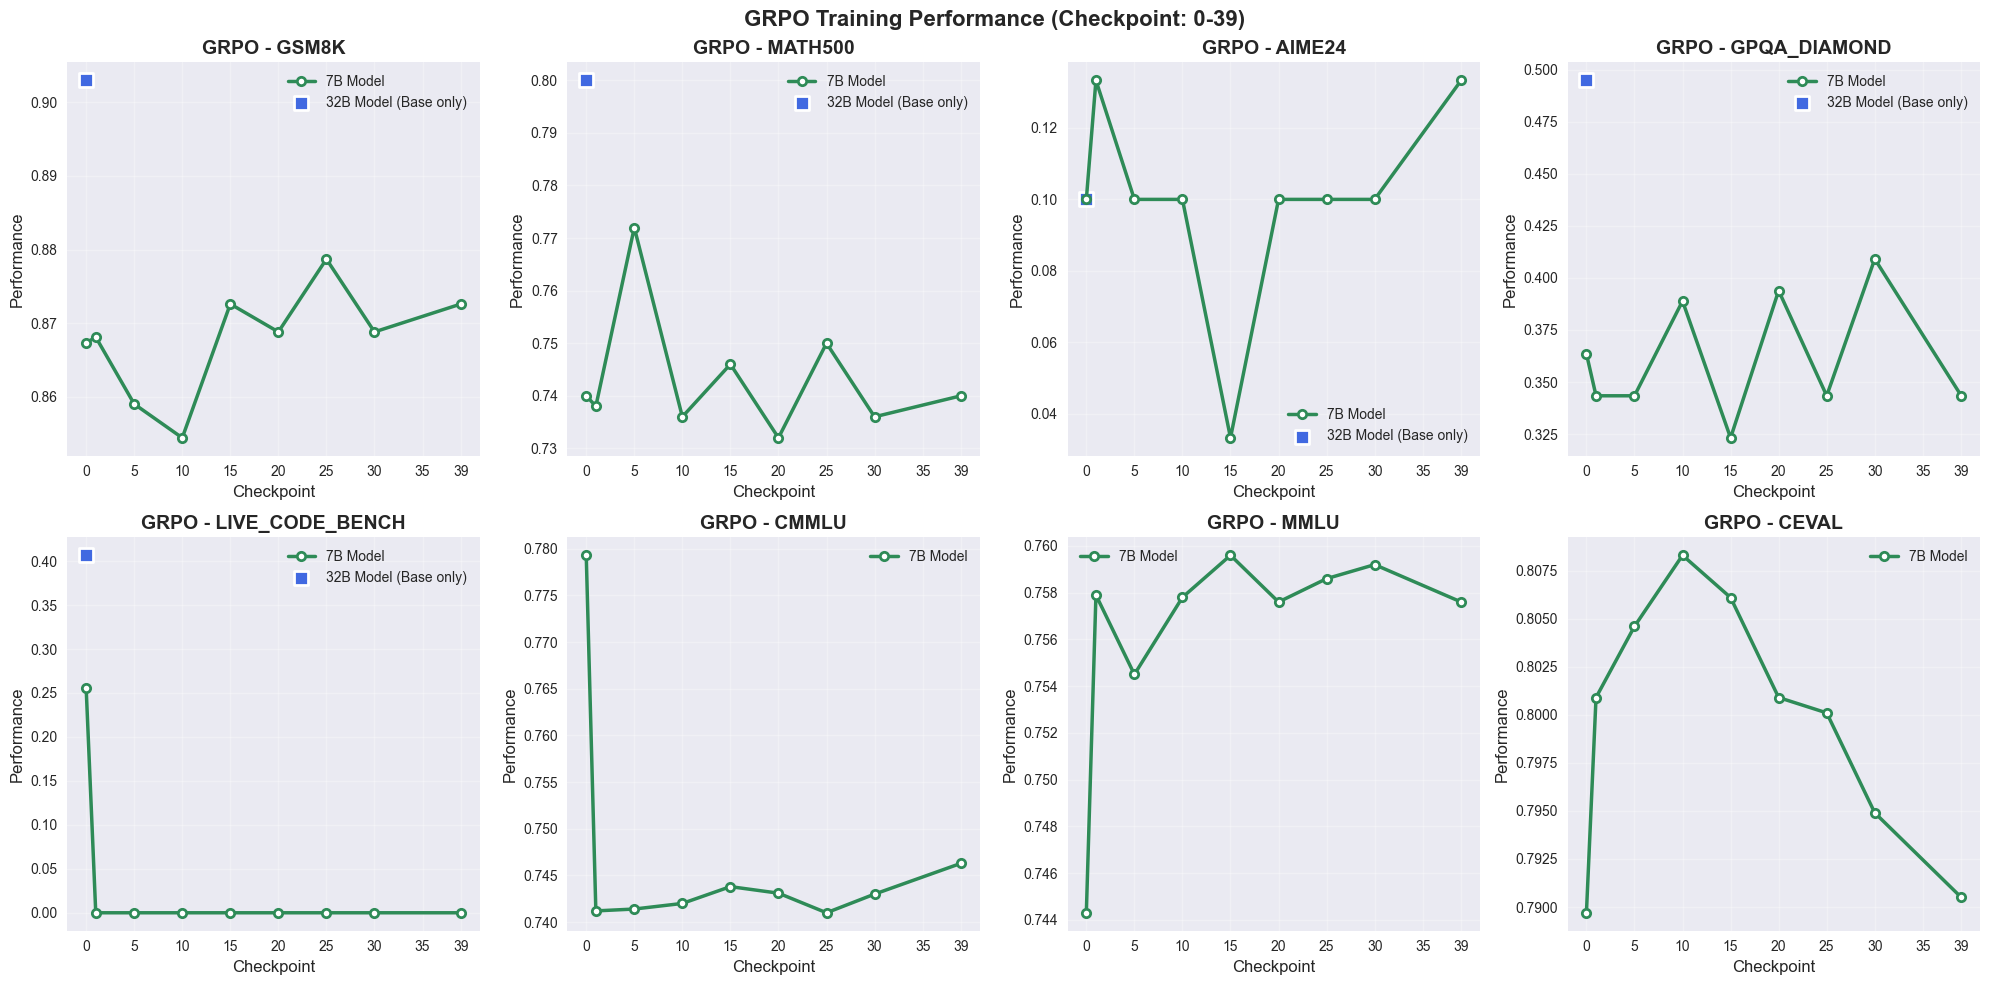 GRPO Training Performance (Checkpoint: 0-39)
GRPO - GSM8K
7B Model
32B Model (Base only)
0.90
0.89
0.88
0.87
0.86
Performance
0 5 10 15 20 25 30 35 39
Checkpoint
GRPO - MATH500
7B Model
32B Model (Base only)
0.80
0.79
0.78
0.77
0.76
0.75
0.74
0.73
Performance
0 5 10 15 20 25 30 35 39
Checkpoint
GRPO - AIME24
0.12
0.10
0.08
0.06
0.04
Performance
7B Model
32B Model (Base only)
0 5 10 15 20 25 30 35 39
Checkpoint
GRPO - GPQA_DIAMOND
7B Model
32B Model (Base only)
0.500
0.475
0.450
0.425
0.400
0.375
0.350
0.325
Performance
0 5 10 15 20 25 30 35 39
Checkpoint
GRPO - LIVE_CODE_BENCH
7B Model
32B Model (Base only)
0.40
0.35
0.30
0.25
0.20
0.15
0.10
0.05
0.00
Performance
0 5 10 15 20 25 30 35 39
Checkpoint
GRPO - CMMLU
7B Model
0.780
0.775
0.770
0.765
0.760
0.755
0.750
0.745
0.740
Performance
0 5 10 15 20 25 30 35 39
Checkpoint
GRPO - MMLU
7B Model
0.760
0.758
0.756
0.754
0.752
0.750
0.748
0.746
0.744
Performance
0 5 10 15 20 25 30 35 39
Checkpoint
GRPO - CEVAL
7B Model
0.8075
0.8050
0.8025
0.8000
0.7975
0.7950
0.7925
0.7900
Performance
0 5 10 15 20 25 30 35 39
Checkpoint